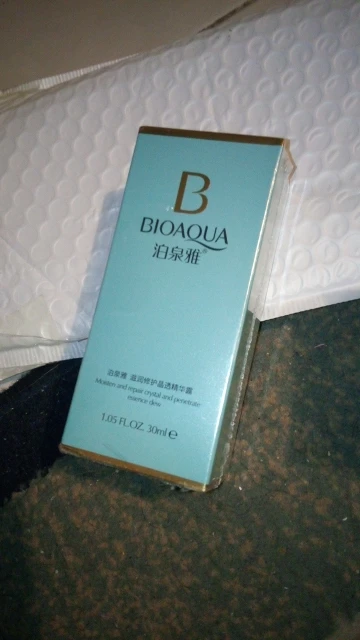 B
BIOAQUA
泊泉雅®
泊泉雅 滋润修护晶透精华露
Moisten and repair crystal and penetrate
essence dew
1.05 FL.OZ. 30ml ℮